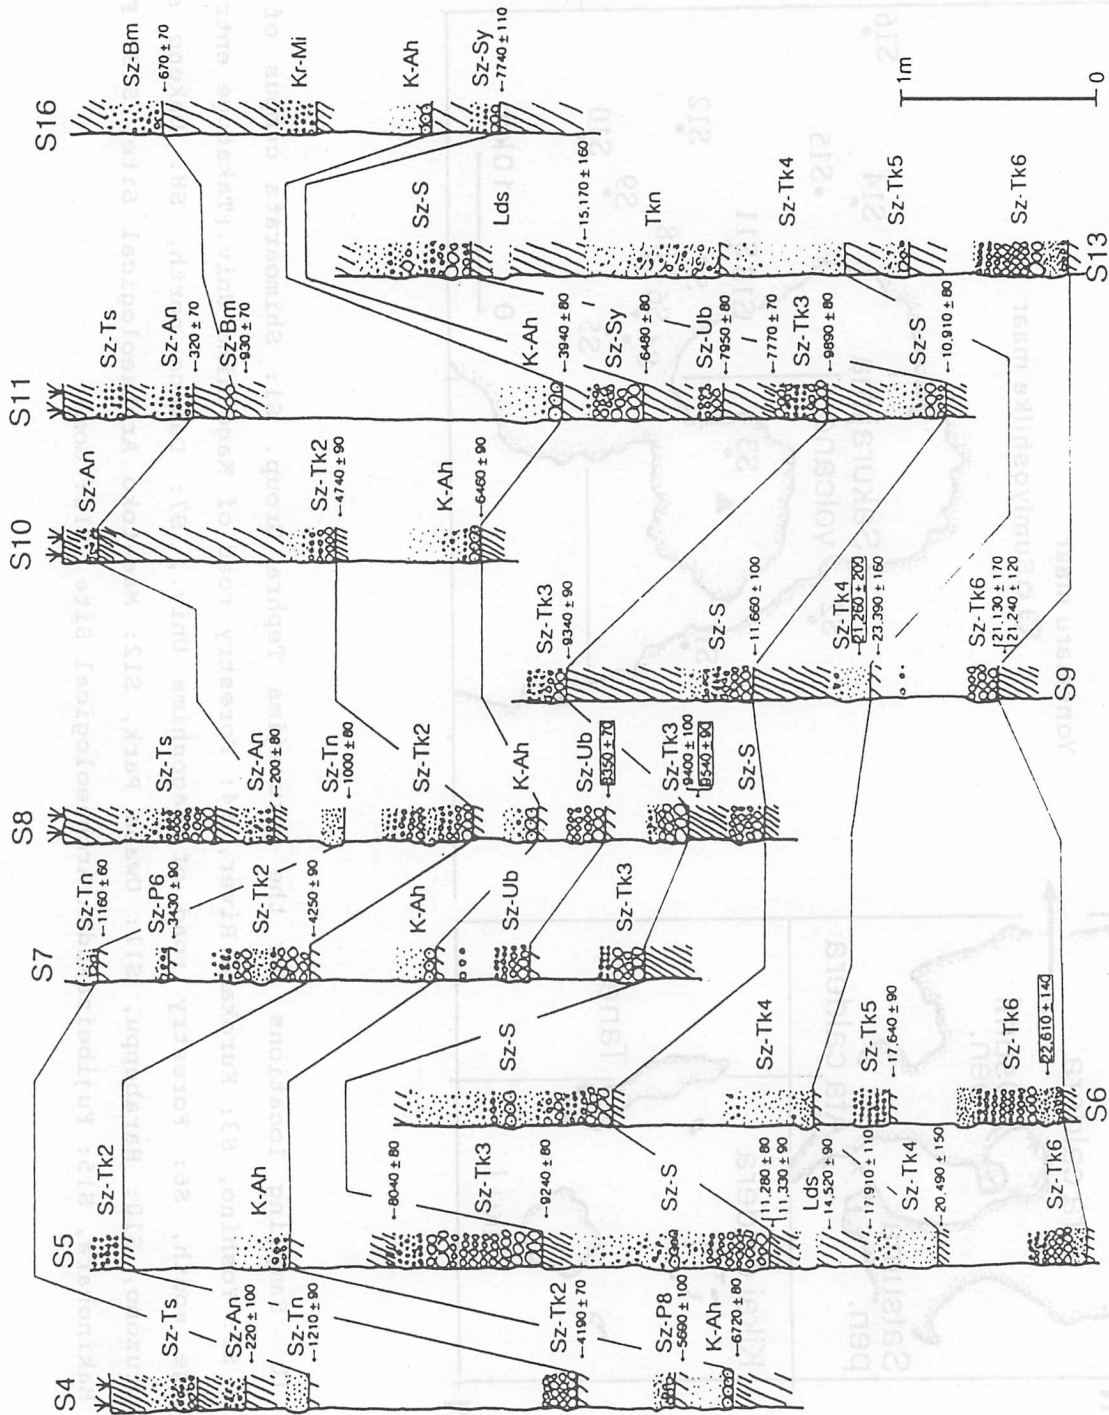 S4
Sz-Ts
Sz-An
←220 ± 100
Sz-Tn
←1210 ± 90
Sz-Tk2
←4190 ± 70
Sz-P8
←5690 ± 100
K-Ah
←6720 ± 80
S5
Sz-Tk2
K-Ah
←8040 ± 80
Sz-Tk3
←9240 ± 80
Sz-S
11,280 ± 80
11,330 ± 90
Lds
←14,520 ± 90
←17,910 ± 110
Sz-Tk4
←20,490 ± 150
Sz-Tk6
Sz-S
Sz-Tk4
Sz-Tk5
←17,640 ± 90
Sz-Tk6
←22,610 ± 140
S6
S7
Sz-Tn
←1160 ± 60
Sz-P6
←3430 ± 90
Sz-Tk2
←4250 ± 90
K-Ah
Sz-Ub
Sz-Tk3
S8
Sz-Ts
Sz-An
←200 ± 80
Sz-Tn
←1000 ± 80
Sz-Tk2
K-Ah
Sz-Ub
←8350 ± 70
Sz-Tk3
←9400 ± 100
←9540 ± 90
Sz-S
Sz-Tk3
←9340 ± 90
Sz-S
←11,660 ± 100
Sz-Tk4
←21,260 ± 200
←23,390 ± 160
Sz-Tk6
21,130 ± 170
21,240 ± 120
S9
S10
Sz-An
Sz-Tk2
←4740 ± 90
K-Ah
←6460 ± 90
S11
Sz-Ts
Sz-An
←320 ± 70
Sz-Bm
←930 ± 70
K-Ah
←3940 ± 80
Sz-Sy
←6480 ± 80
Sz-Ub
←7950 ± 80
←7770 ± 70
Sz-Tk3
←9890 ± 80
Sz-S
←10,910 ± 80
Sz-S
Lds
←15,170 ± 160
Tkn
Sz-Tk4
Sz-Tk5
Sz-Tk6
S13
S16
Sz-Bm
←670 ± 70
Kr-Mi
K-Ah
Sz-Sy
←7740 ± 110
1m
0